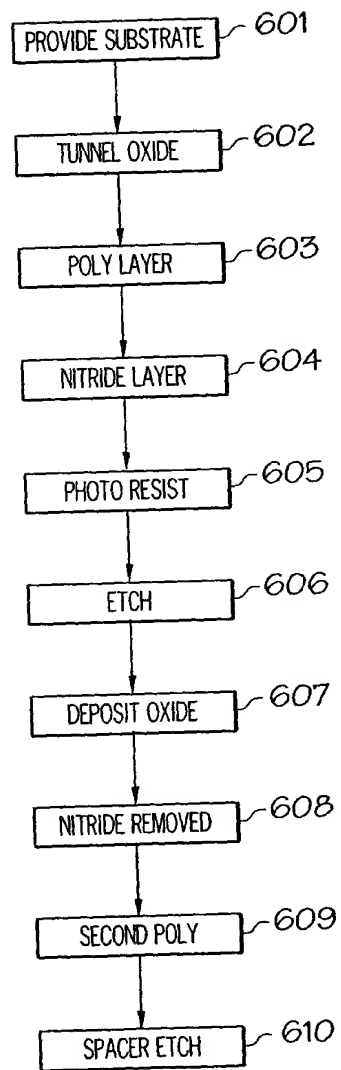 PROVIDE SUBSTRATE 601
TUNNEL OXIDE 602
POLY LAYER 603
NITRIDE LAYER 604
PHOTO RESIST 605
ETCH 606
DEPOSIT OXIDE 607
NITRIDE REMOVED 608
SECOND POLY 609
SPACER ETCH 610